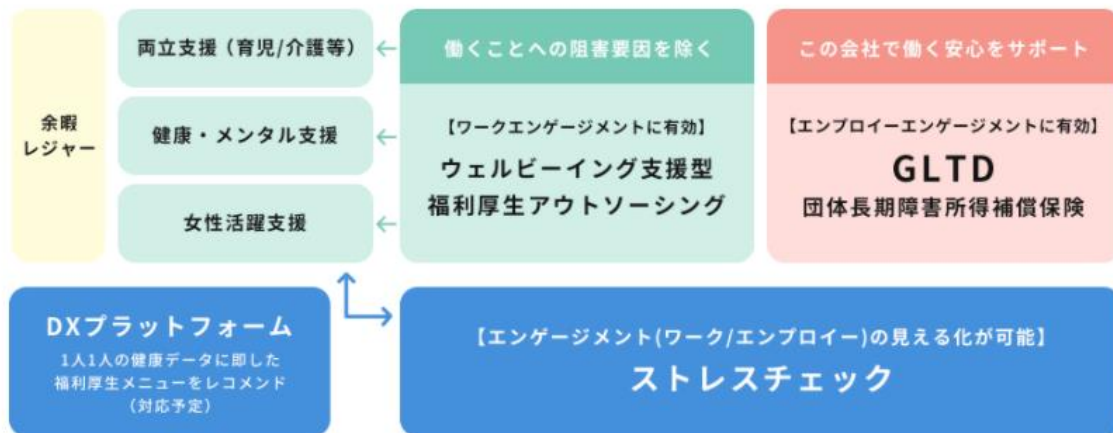 余暇
レジャー
両立支援（育児/介護等）
健康・メンタル支援
女性活躍支援
働くことへの阻害要因を除く
【ワークエンゲージメントに有効】
ウェルビーイング支援型
福利厚生アウトソーシング
この会社で働く安心をサポート
【エンプロイーエンゲージメントに有効】
GLTD
団体長期障害所得補償保険
DXプラットフォーム
1人1人の健康データに即した
福利厚生メニューをレコメンド
（対応予定）
【エンゲージメント(ワーク/エンプロイー)の見える化が可能】
ストレスチェック